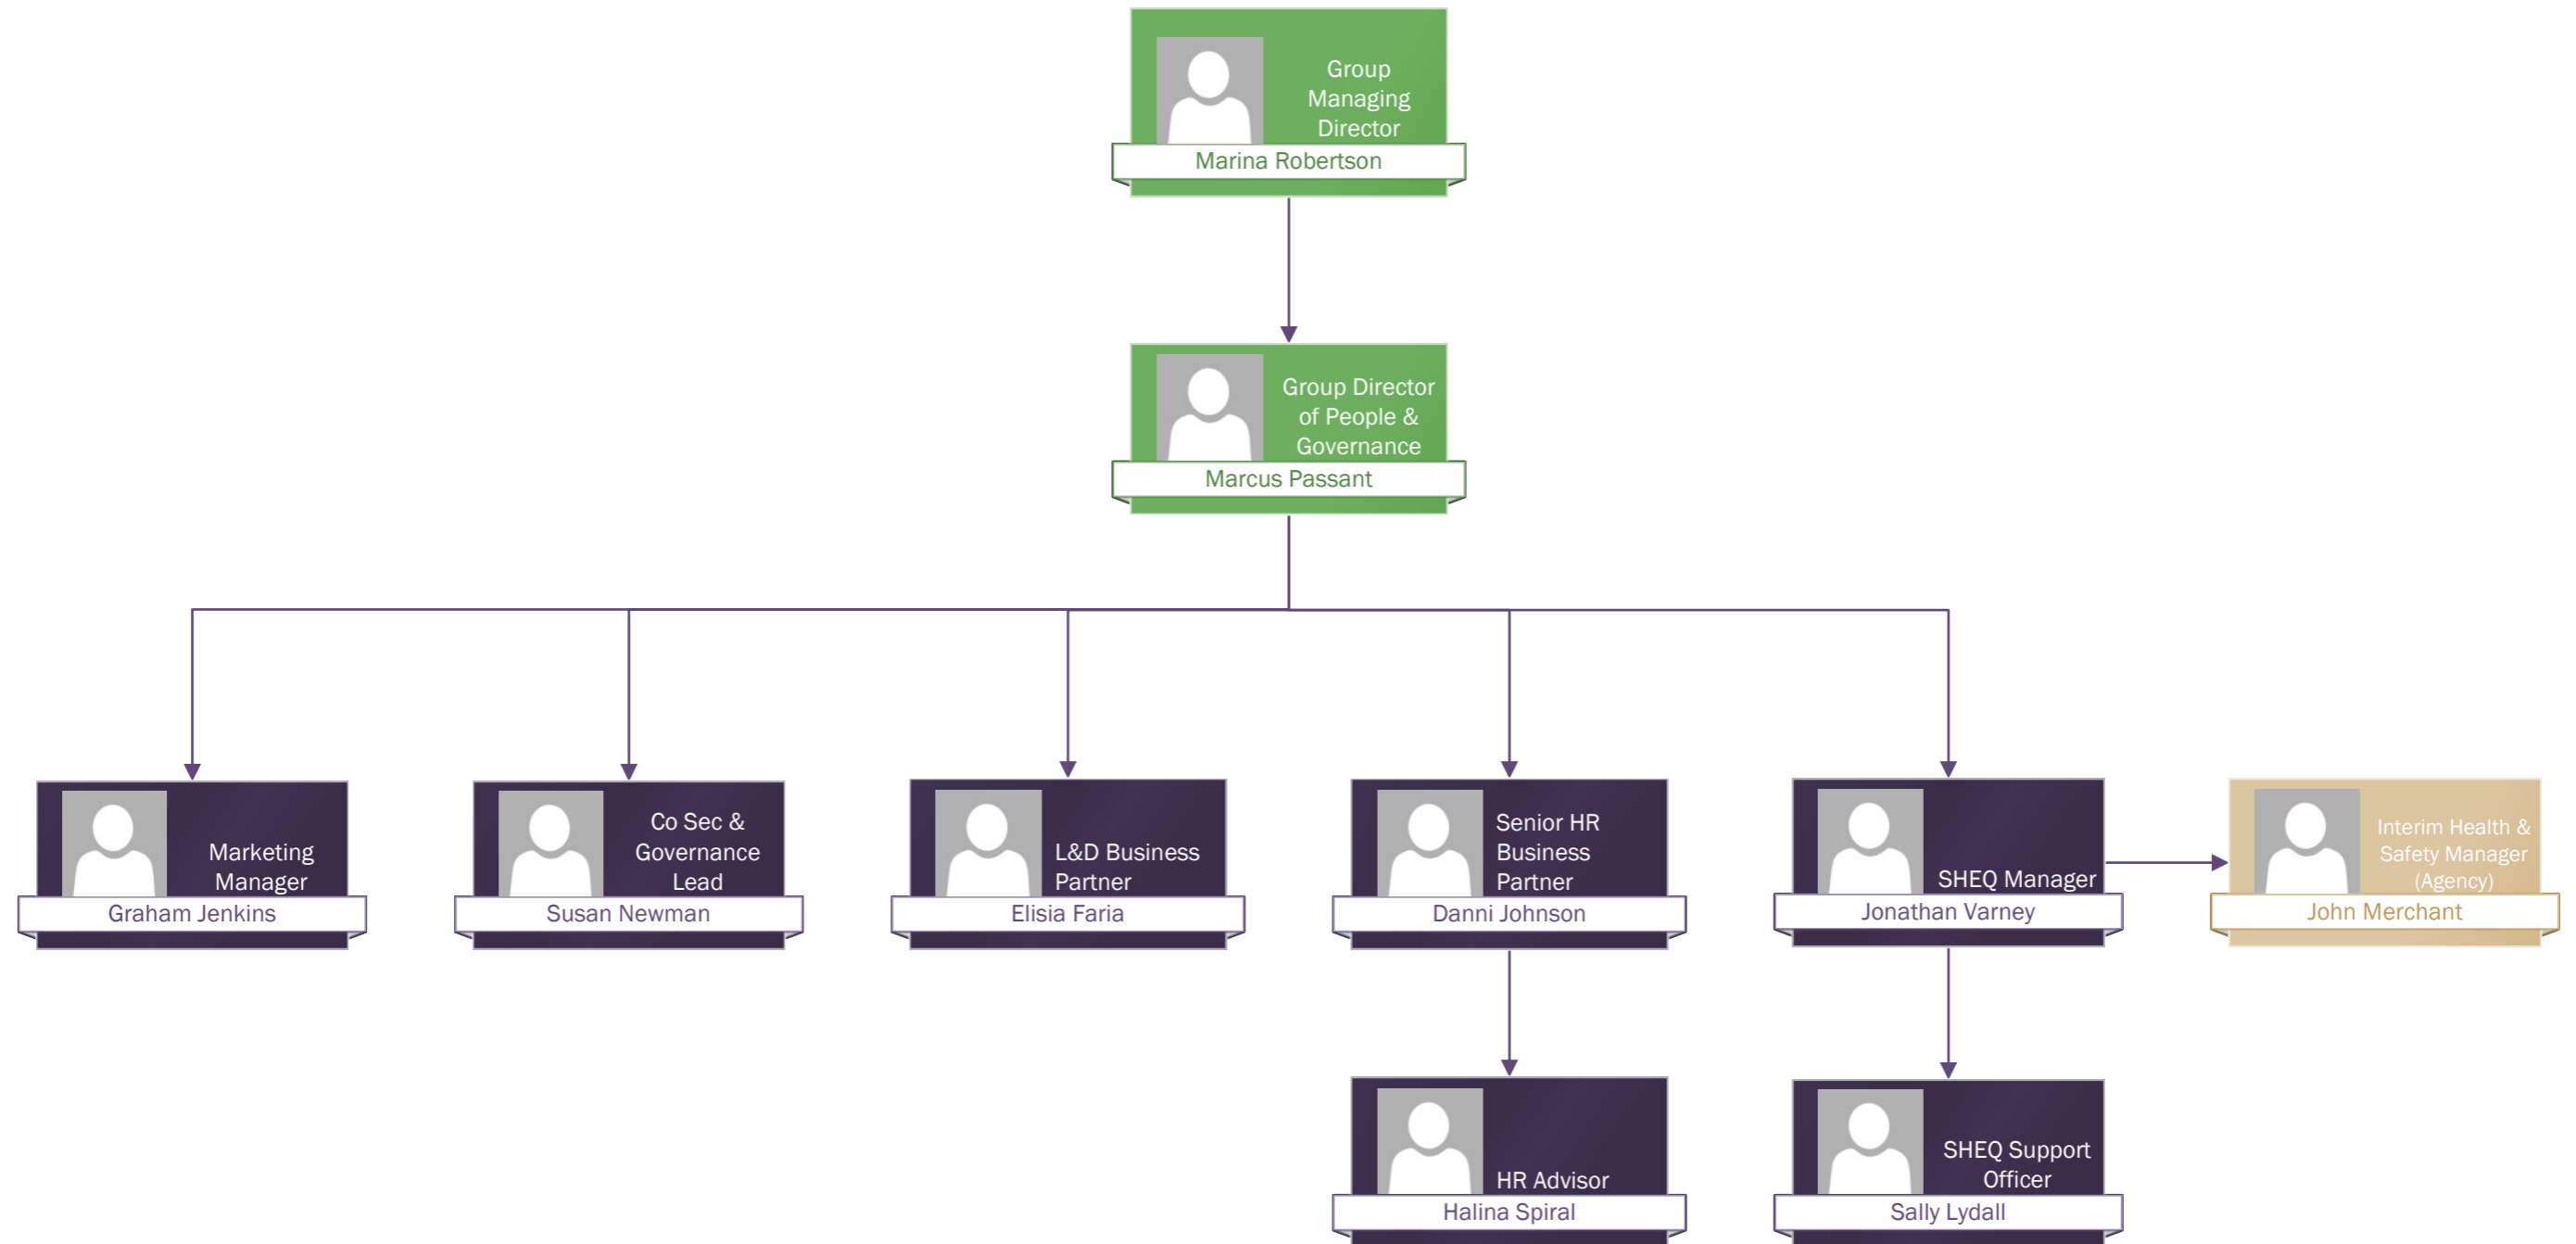 Group
Managing
Director
Marina Robertson
Group Director
of People &
Governance
Marcus Passant
Marketing
Manager
Graham Jenkins
Co Sec &
Governance
Lead
Susan Newman
L&D Business
Partner
Elisia Faria
Senior HR
Business
Partner
Danni Johnson
SHEQ Manager
Jonathan Varney
Interim Health &
Safety Manager
(Agency)
John Merchant
HR Advisor
Halina Spiral
SHEQ Support
Officer
Sally Lydall